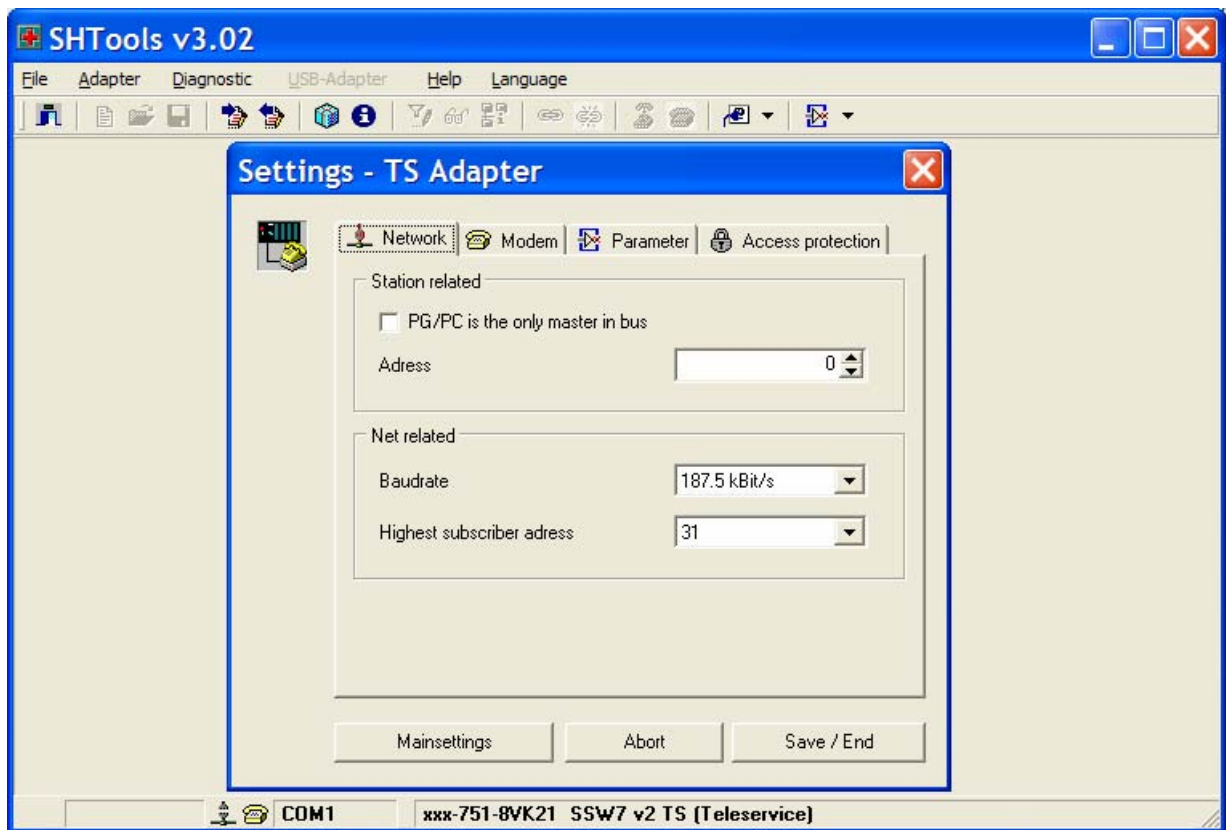 SHTools v3.02
File Adapter Diagnostic USB-Adapter Help Language
Settings - TS Adapter
Network Modem Parameter Access protection
Station related
PG/PC is the only master in bus
Adress 0
Net related
Baudrate 187.5 kBit/s
Highest subscriber adress 31
Mainsettings Abort Save / End
COM1 xxx-751-8VK21 SSW7 v2 TS (Teleservice)